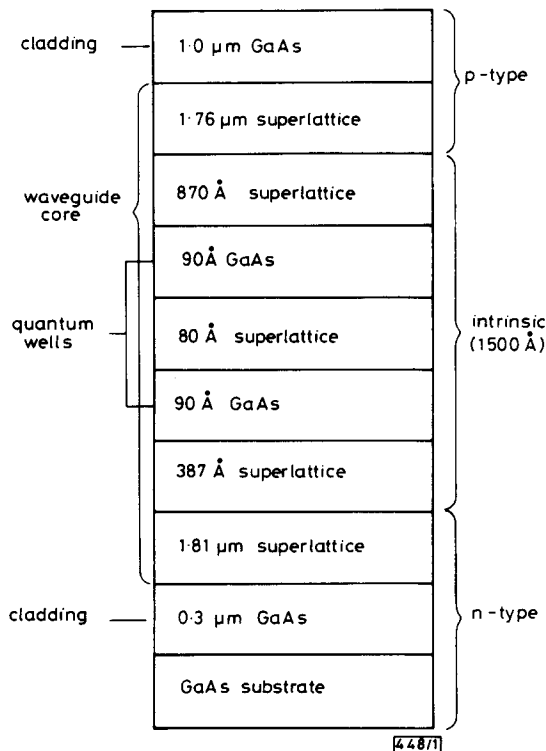 cladding
1·0 µm GaAs
p-type
1·76 µm superlattice
waveguide
core
870 Å superlattice
90Å GaAs
quantum
wells
80 Å superlattice
intrinsic
(1500 Å)
90 Å GaAs
387 Å superlattice
1·81 µm superlattice
cladding
0·3 µm GaAs
n-type
GaAs substrate
448/1